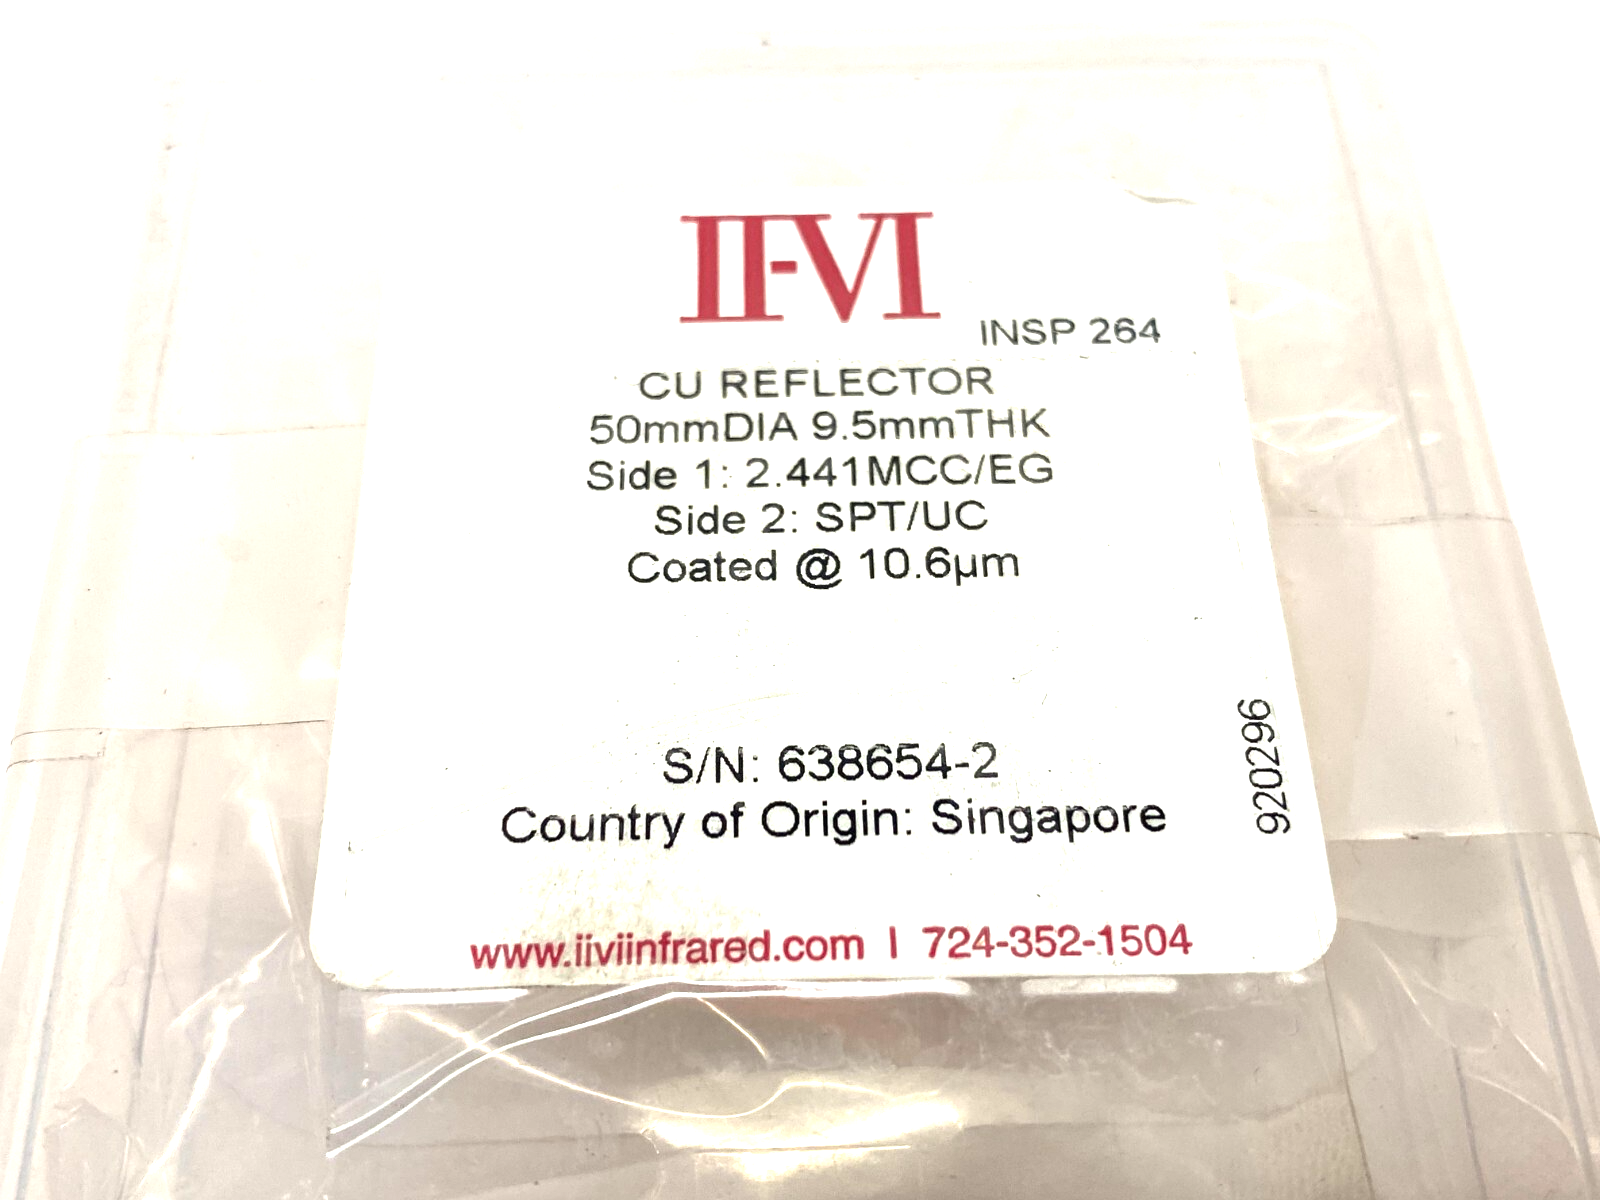 II-VI
INSP 264
CU REFLECTOR
50mmDIA 9.5mmTHK
Side 1: 2.441MCC/EG
Side 2: SPT/UC
Coated @ 10.6µm
S/N: 638654-2
Country of Origin: Singapore
920296
www.iiviinfrared.com | 724-352-1504